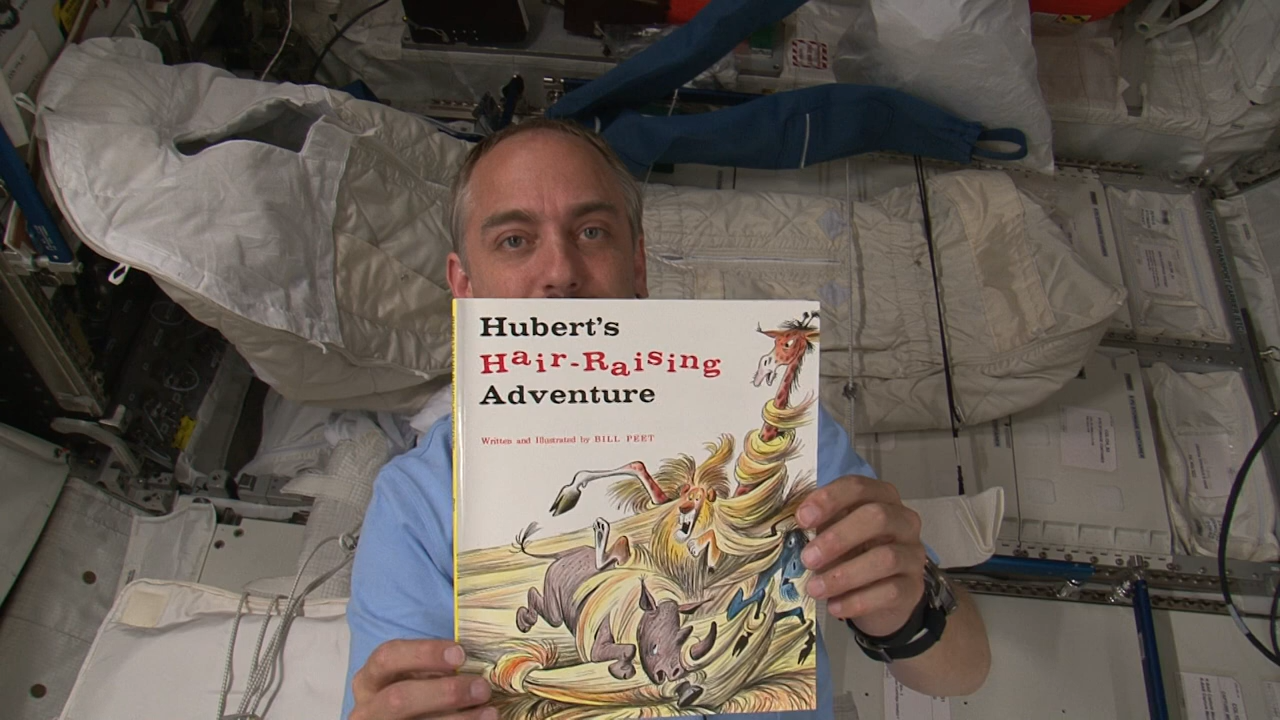 Hubert's
Hair-Raising
Adventure
Written and Illustrated by BILL PEET